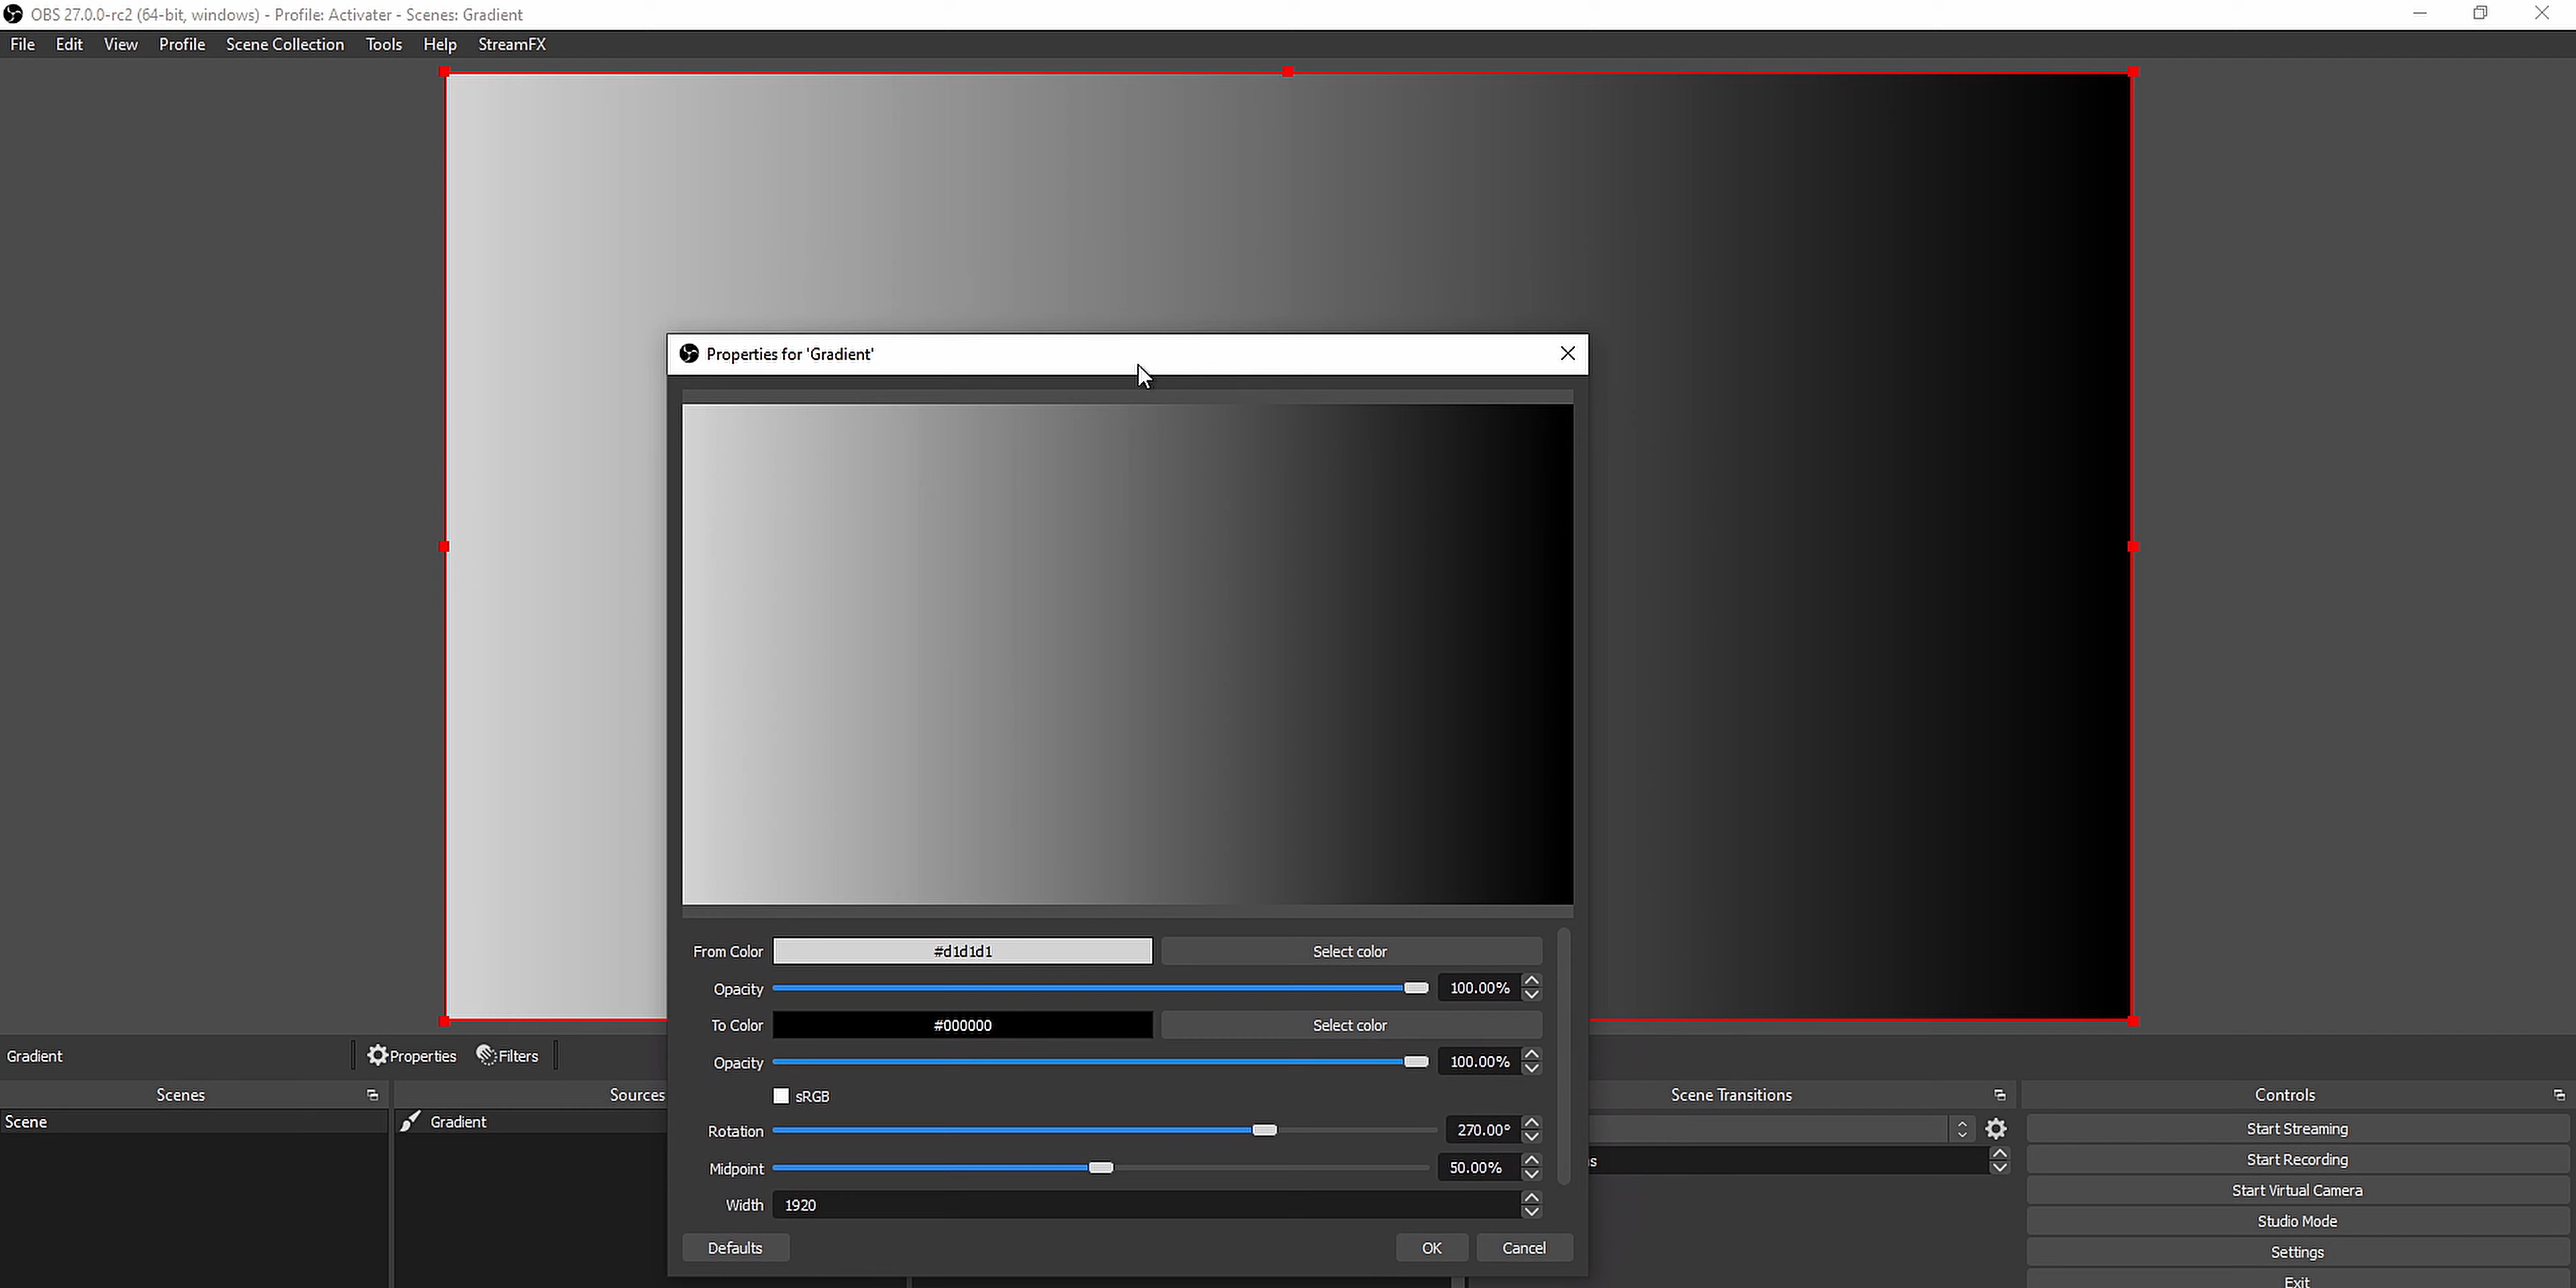 OBS 27.0.0-rc2 (64-bit, windows) - Profile: Activater - Scenes: Gradient
File Edit View Profile Scene Collection Tools Help StreamFX
Properties for 'Gradient'
From Color #d1d1d1 Select color
Opacity 100.00%
To Color #000000 Select color
Opacity 100.00%
sRGB
Rotation 270.00°
Midpoint 50.00%
Width 1920
Defaults OK Cancel
Gradient Properties Filters
Scenes Sources Scene Transitions Controls
Scene Gradient
s
Start Streaming
Start Recording
Start Virtual Camera
Studio Mode
Settings
Exit